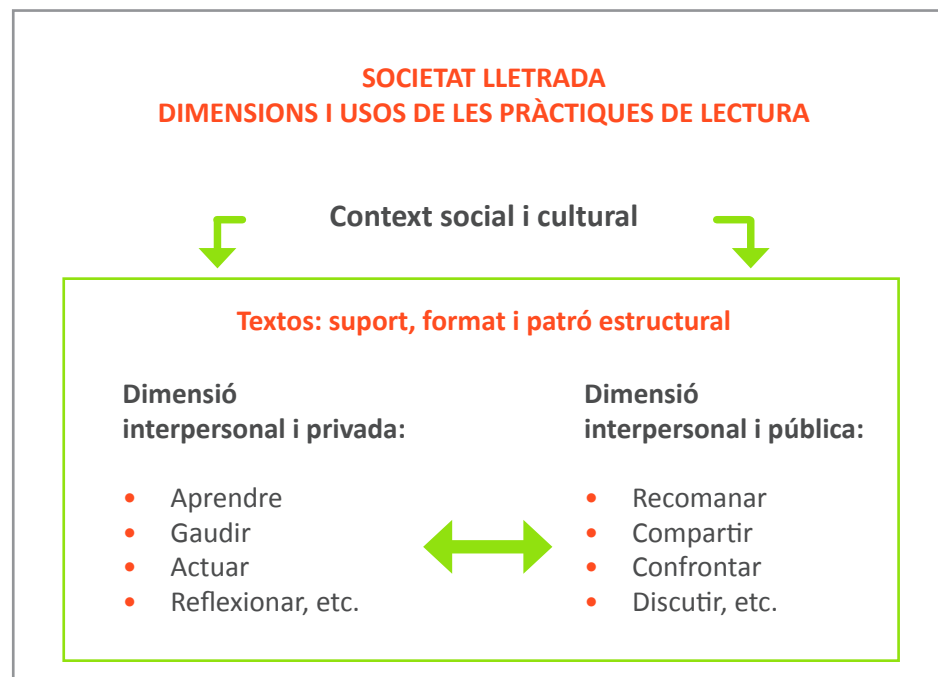 SOCIETAT LLETRADA
DIMENSIONS I USOS DE LES PRÀCTIQUES DE LECTURA
Context social i cultural
Textos: suport, format i patró estructural
Dimensió
interpersonal i privada:
• Aprendre
• Gaudir
• Actuar
• Reflexionar, etc.
Dimensió
interpersonal i pública:
• Recomanar
• Compartir
• Confrontar
• Discutir, etc.